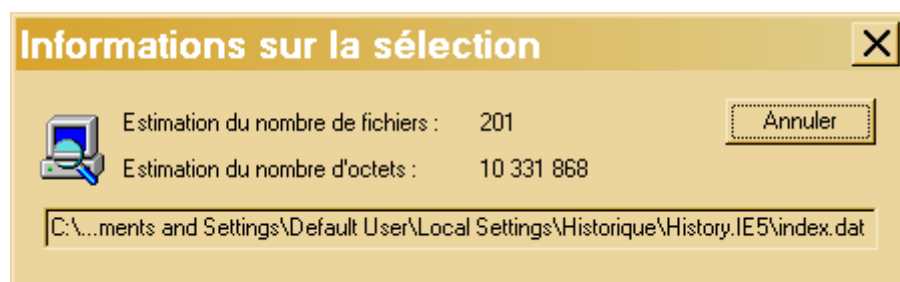 Informations sur la sélection
Estimation du nombre de fichiers : 201
Annuler
Estimation du nombre d'octets : 10 331 868
C:\...ments and Settings\Default User\Local Settings\Historique\History.IE5\index.dat